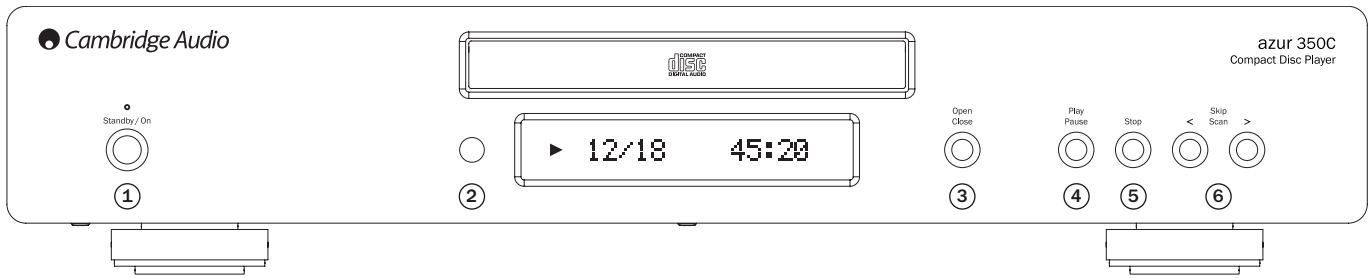 Cambridge Audio
COMPACT
disc
DIGITAL AUDIO
azur 350C
Compact Disc Player
Standby / On
12/18 45:20
Open
Close
Play
Pause
Stop
Skip
< Scan >
1 2 3 4 5 6